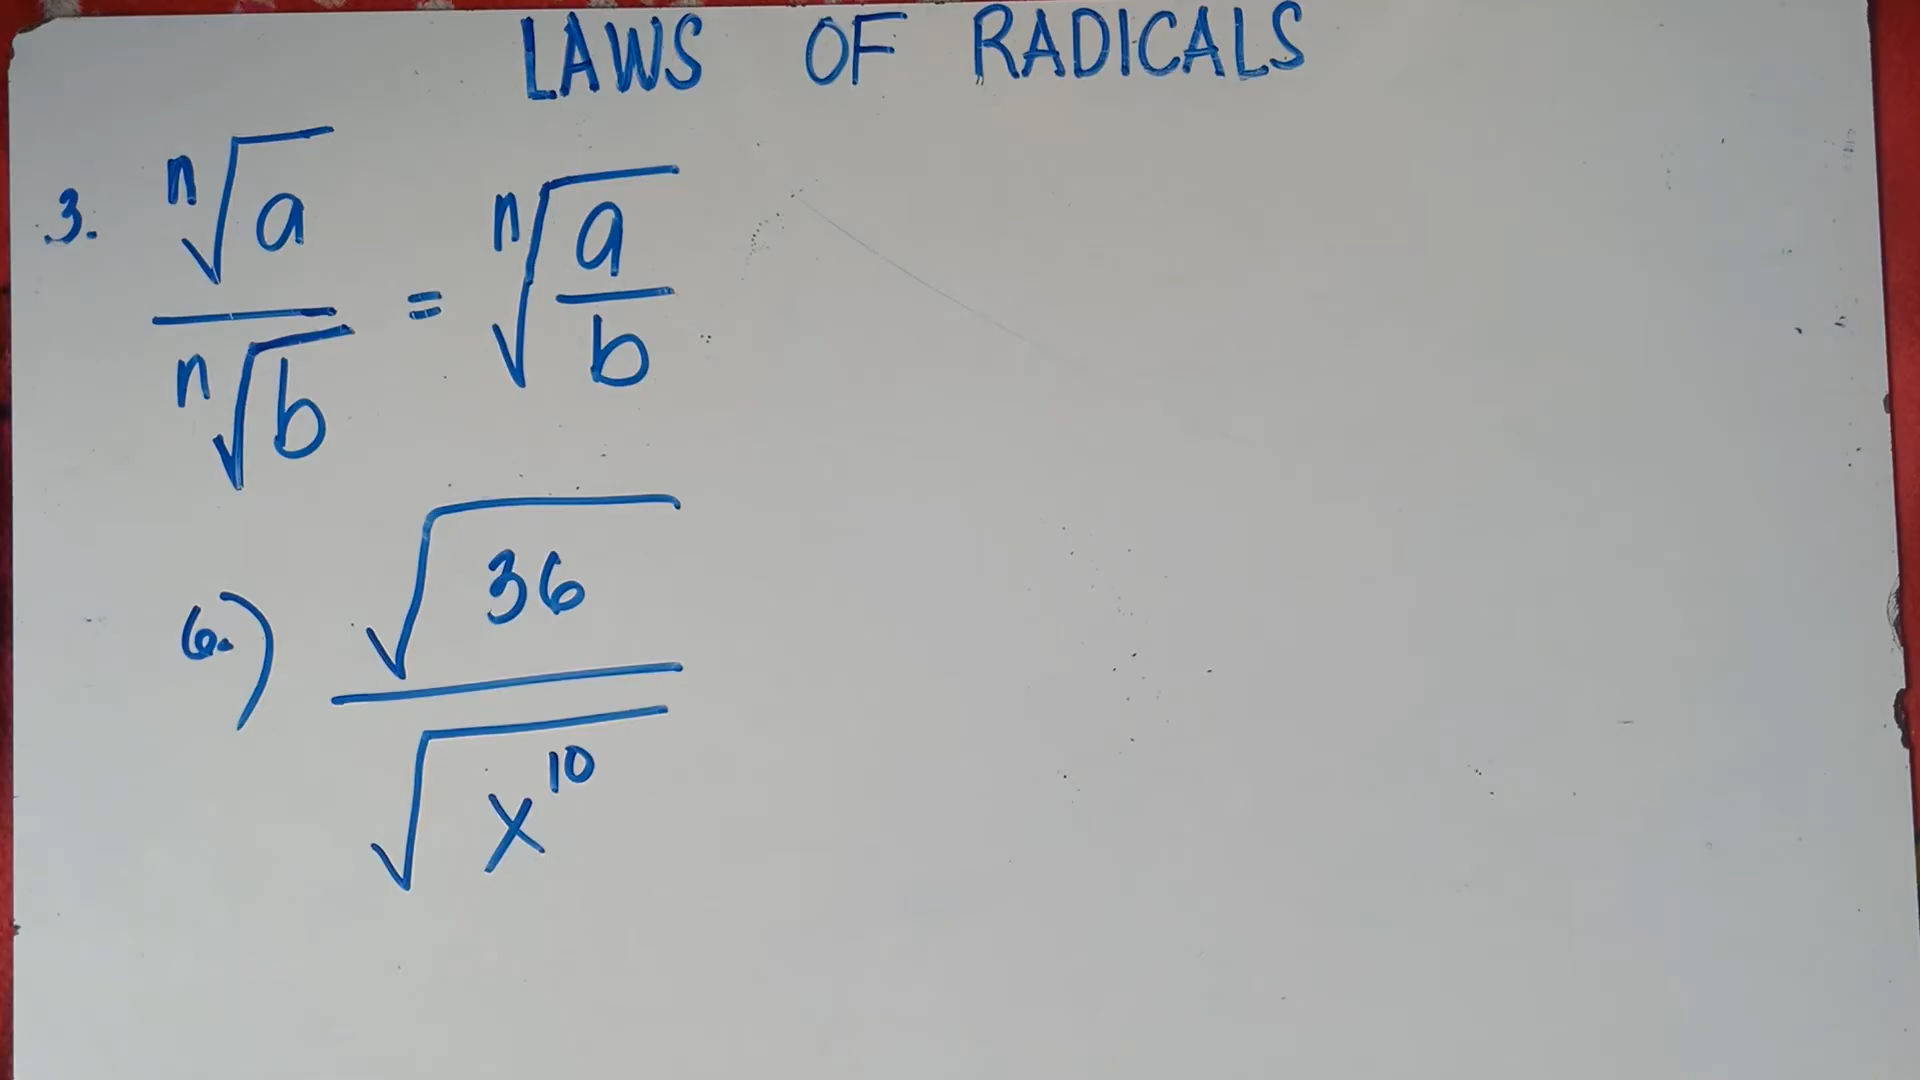 LAWS OF RADICALS
3. ⁿ√a / ⁿ√b = ⁿ√(a/b)
6.) √36 / √x¹⁰